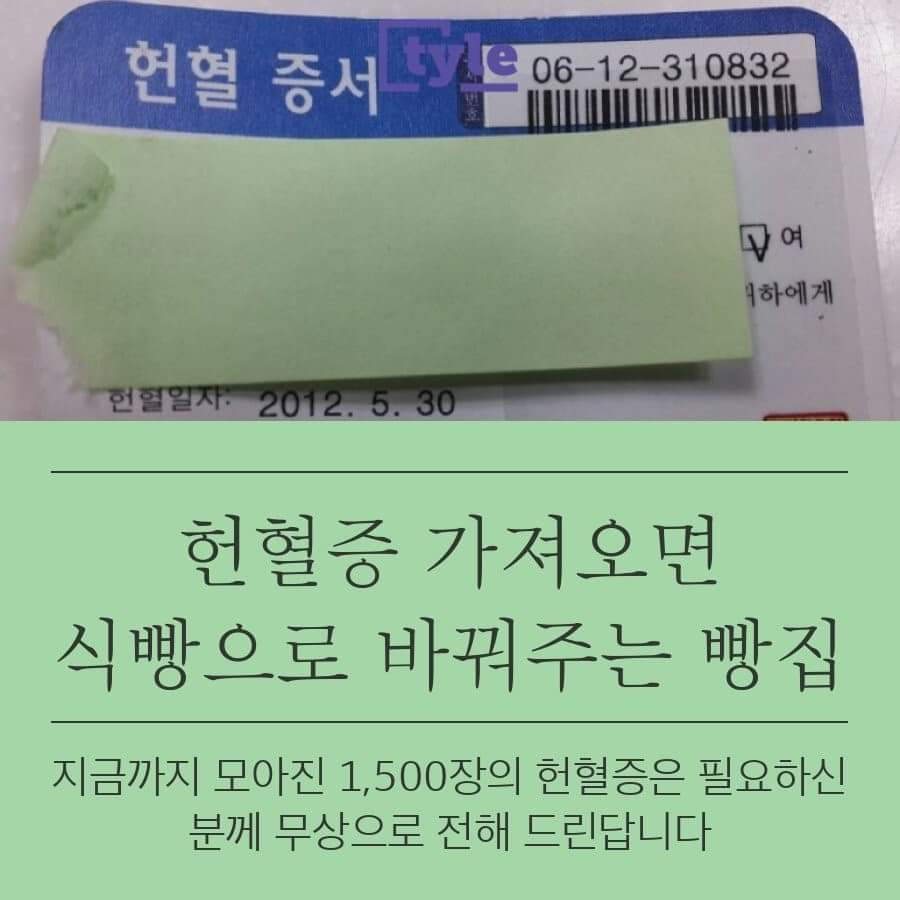 헌혈 증서
tyle
번호
06-12-310832
여
하에게
헌혈일자: 2012. 5. 30
헌혈증 가져오면
식빵으로 바꿔주는 빵집
지금까지 모아진 1,500장의 헌혈증은 필요하신
분께 무상으로 전해 드린답니다